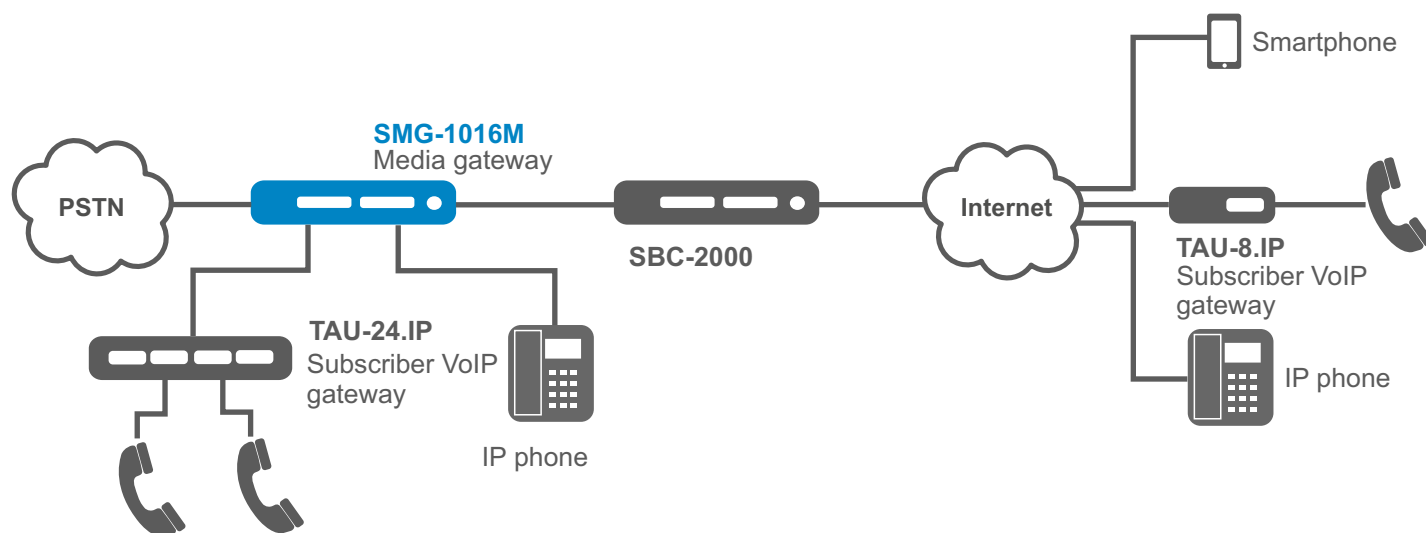 Smartphone
SMG-1016M
Media gateway
PSTN
Internet
SBC-2000
TAU-8.IP
Subscriber VoIP
gateway
TAU-24.IP
Subscriber VoIP
gateway
IP phone
IP phone